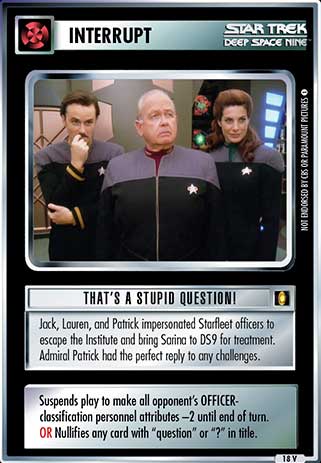 INTERRUPT
STAR TREK
DEEP SPACE NINE
NOT ENDORSED BY CBS OR PARAMOUNT PICTURES
THAT'S A STUPID QUESTION!
Jack, Lauren, and Patrick impersonated Starfleet officers to
escape the Institute and bring Sarina to DS9 for treatment.
Admiral Patrick had the perfect reply to any challenges.
Suspends play to make all opponent's OFFICER-
classification personnel attributes –2 until end of turn.
OR Nullifies any card with "question" or "?" in title.
18 V